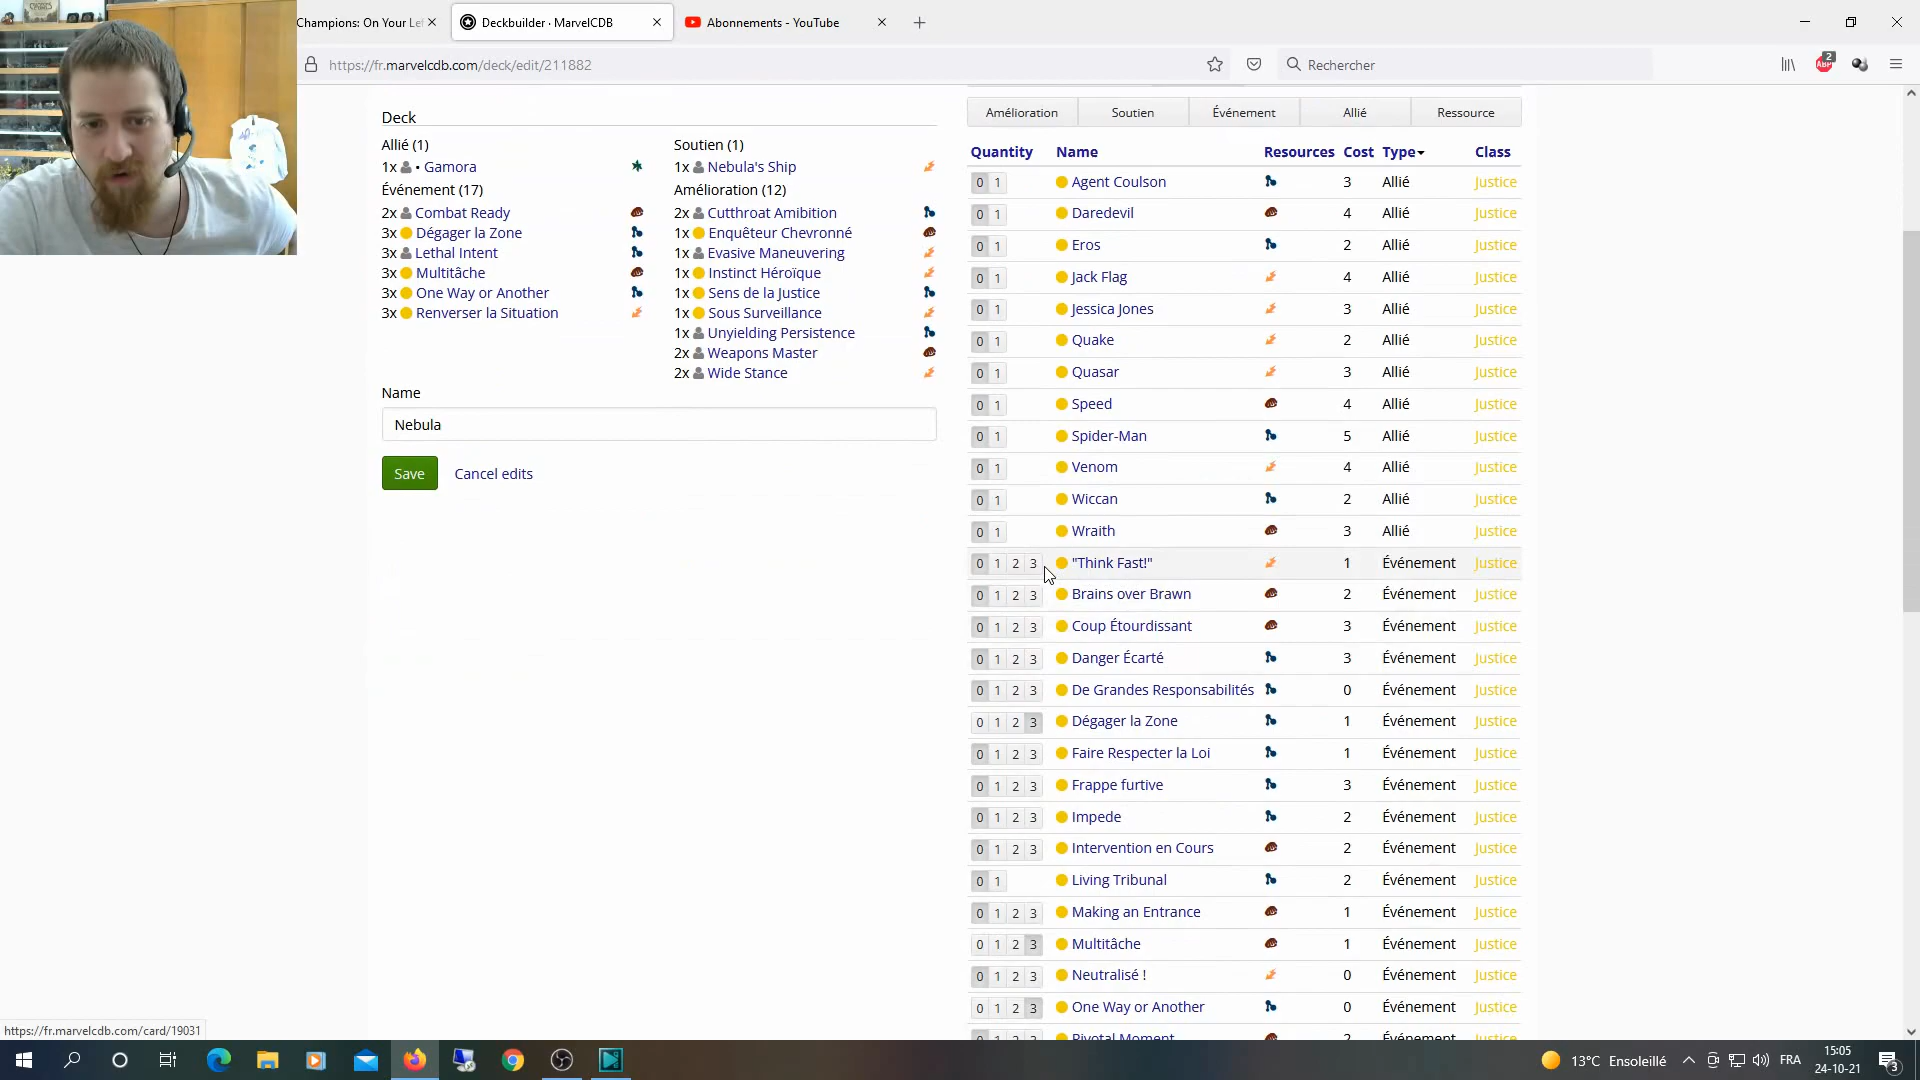 Champions: On Your Le
Deckbuilder · MarvelCDB
Abonnements - YouTube
https://fr.marvelcdb.com/deck/edit/211882
Rechercher
ABP
2
Deck
Allié (1)
1x • Gamora
Événement (17)
2x Combat Ready
3x Dégager la Zone
3x Lethal Intent
3x Multitâche
3x One Way or Another
3x Renverser la Situation
Soutien (1)
1x Nebula's Ship
Amélioration (12)
2x Cutthroat Amibition
1x Enquêteur Chevronné
1x Evasive Maneuvering
1x Instinct Héroïque
1x Sens de la Justice
1x Sous Surveillance
1x Unyielding Persistence
2x Weapons Master
2x Wide Stance
Name
Nebula
Save Cancel edits
Amélioration Soutien Événement Allié Ressource
Quantity Name Resources Cost Type Class
0 1 Agent Coulson 3 Allié Justice
0 1 Daredevil 4 Allié Justice
0 1 Eros 2 Allié Justice
0 1 Jack Flag 4 Allié Justice
0 1 Jessica Jones 3 Allié Justice
0 1 Quake 2 Allié Justice
0 1 Quasar 3 Allié Justice
0 1 Speed 4 Allié Justice
0 1 Spider-Man 5 Allié Justice
0 1 Venom 4 Allié Justice
0 1 Wiccan 2 Allié Justice
0 1 Wraith 3 Allié Justice
0 1 2 3 "Think Fast!" 1 Événement Justice
0 1 2 3 Brains over Brawn 2 Événement Justice
0 1 2 3 Coup Étourdissant 3 Événement Justice
0 1 2 3 Danger Écarté 3 Événement Justice
0 1 2 3 De Grandes Responsabilités 0 Événement Justice
0 1 2 3 Dégager la Zone 1 Événement Justice
0 1 2 3 Faire Respecter la Loi 1 Événement Justice
0 1 2 3 Frappe furtive 3 Événement Justice
0 1 2 3 Impede 2 Événement Justice
0 1 2 3 Intervention en Cours 2 Événement Justice
0 1 Living Tribunal 2 Événement Justice
0 1 2 3 Making an Entrance 1 Événement Justice
0 1 2 3 Multitâche 1 Événement Justice
0 1 2 3 Neutralisé ! 0 Événement Justice
0 1 2 3 One Way or Another 0 Événement Justice
0 1 2 3 Pivotal Moment 2 Événement Justice
https://fr.marvelcdb.com/card/19031
13°C Ensoleillé
FRA
15:05
24-10-21
3